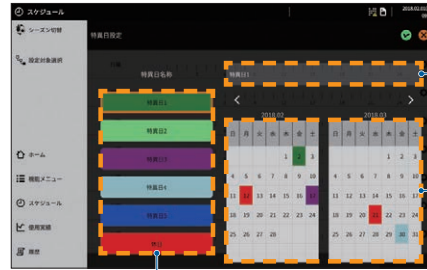 スケジュール
2018.02.02
シーズン切替
特異日設定
設定対象選択
特異日名称
特異日1
特異日1
特異日2
特異日3
特異日4
特異日5
休日
2018.02
2018.03
日 月 火 水 木 金 土
日 月 火 水 木 金 土
1 2 3
1 2 3
4 5 6 7 8 9 10
4 5 6 7 8 9 10
11 12 13 14 15 16 17
11 12 13 14 15 16 17
18 19 20 21 22 23 24
18 19 20 21 22 23 24
25 26 27 28
25 26 27 28 29 30 31
ホーム
機能メニュー
スケジュール
使用実績
履歴